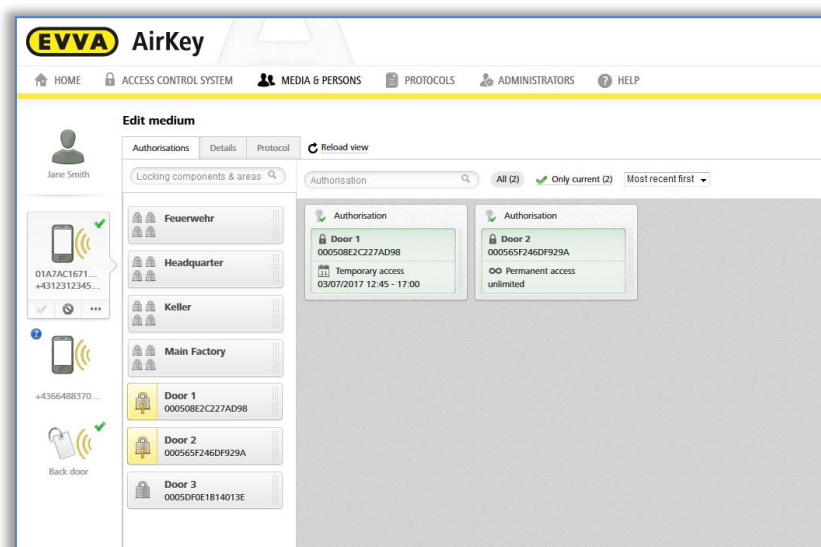 EVVA AirKey
HOME ACCESS CONTROL SYSTEM MEDIA & PERSONS PROTOCOLS ADMINISTRATORS HELP
Jane Smith
01A7AC1671...
+4312312345...
+4366488370...
Back door
Edit medium
Authorisations Details Protocol Reload view
Locking components & areas
Feuerwehr
Headquarter
Keller
Main Factory
Door 1
000508E2C227AD98
Door 2
000565F246DF929A
Door 3
0005DF0E1B14013E
Authorisation All (2) Only current (2) Most recent first
Authorisation
Door 1
000508E2C227AD98
Temporary access
03/07/2017 12:45 - 17:00
Authorisation
Door 2
000565F246DF929A
Permanent access
unlimited